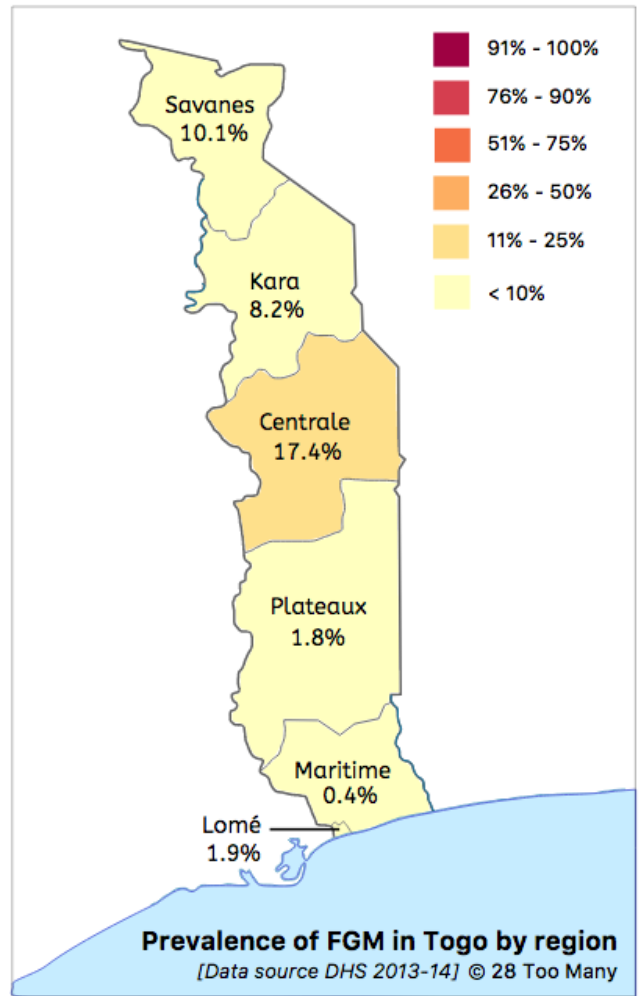 91% - 100%
76% - 90%
51% - 75%
26% - 50%
11% - 25%
< 10%
Savanes
10.1%
Kara
8.2%
Centrale
17.4%
Plateaux
1.8%
Maritime
0.4%
Lomé
1.9%
Prevalence of FGM in Togo by region
[Data source DHS 2013-14] © 28 Too Many